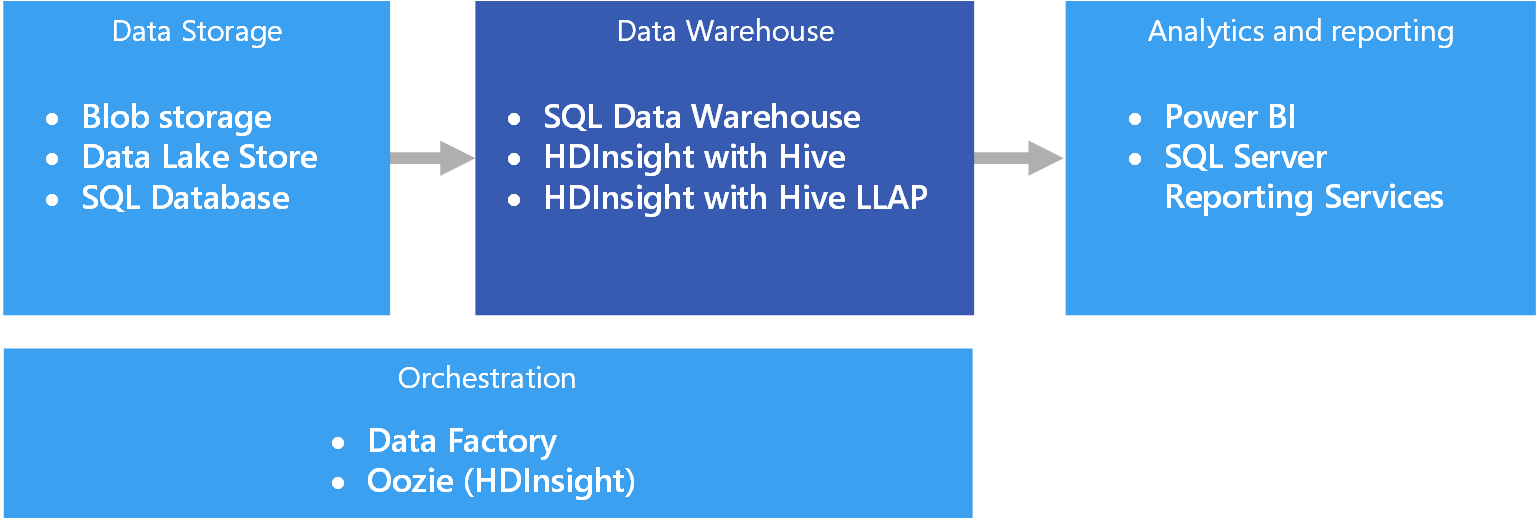 Data Storage
• Blob storage
• Data Lake Store
• SQL Database
Data Warehouse
• SQL Data Warehouse
• HDInsight with Hive
• HDInsight with Hive LLAP
Analytics and reporting
• Power BI
• SQL Server
Reporting Services
Orchestration
• Data Factory
• Oozie (HDInsight)